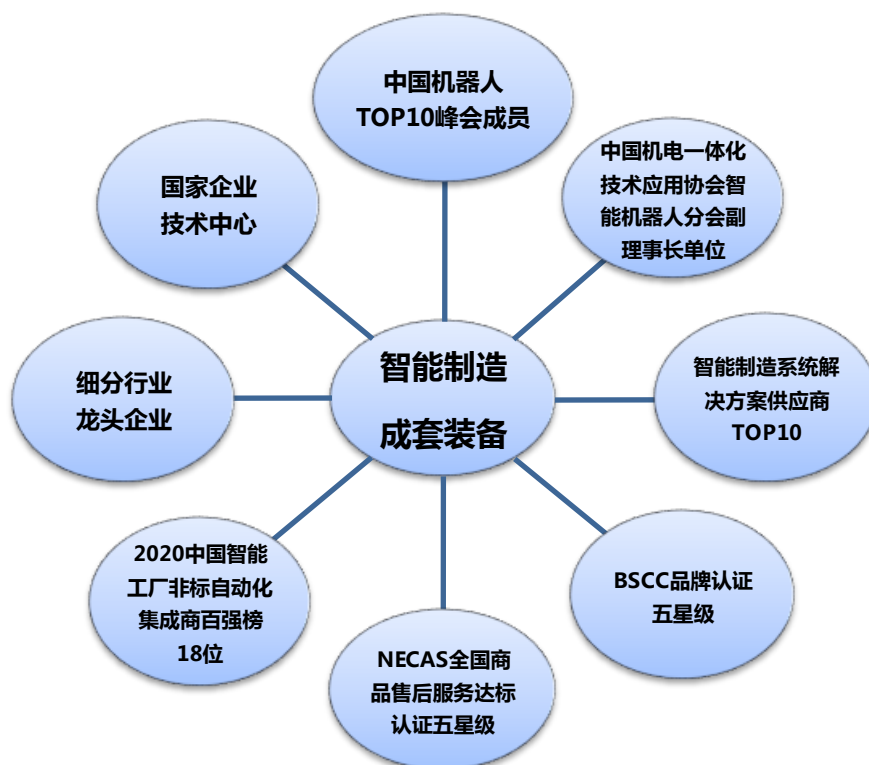 中国机器人
TOP10峰会成员
中国机电一体化
技术应用协会智
能机器人分会副
理事长单位
国家企业
技术中心
智能制造
成套装备
智能制造系统解
决方案供应商
TOP10
细分行业
龙头企业
BSCC品牌认证
五星级
2020中国智能
工厂非标自动化
集成商百强榜
18位
NECAS全国商
品售后服务达标
认证五星级